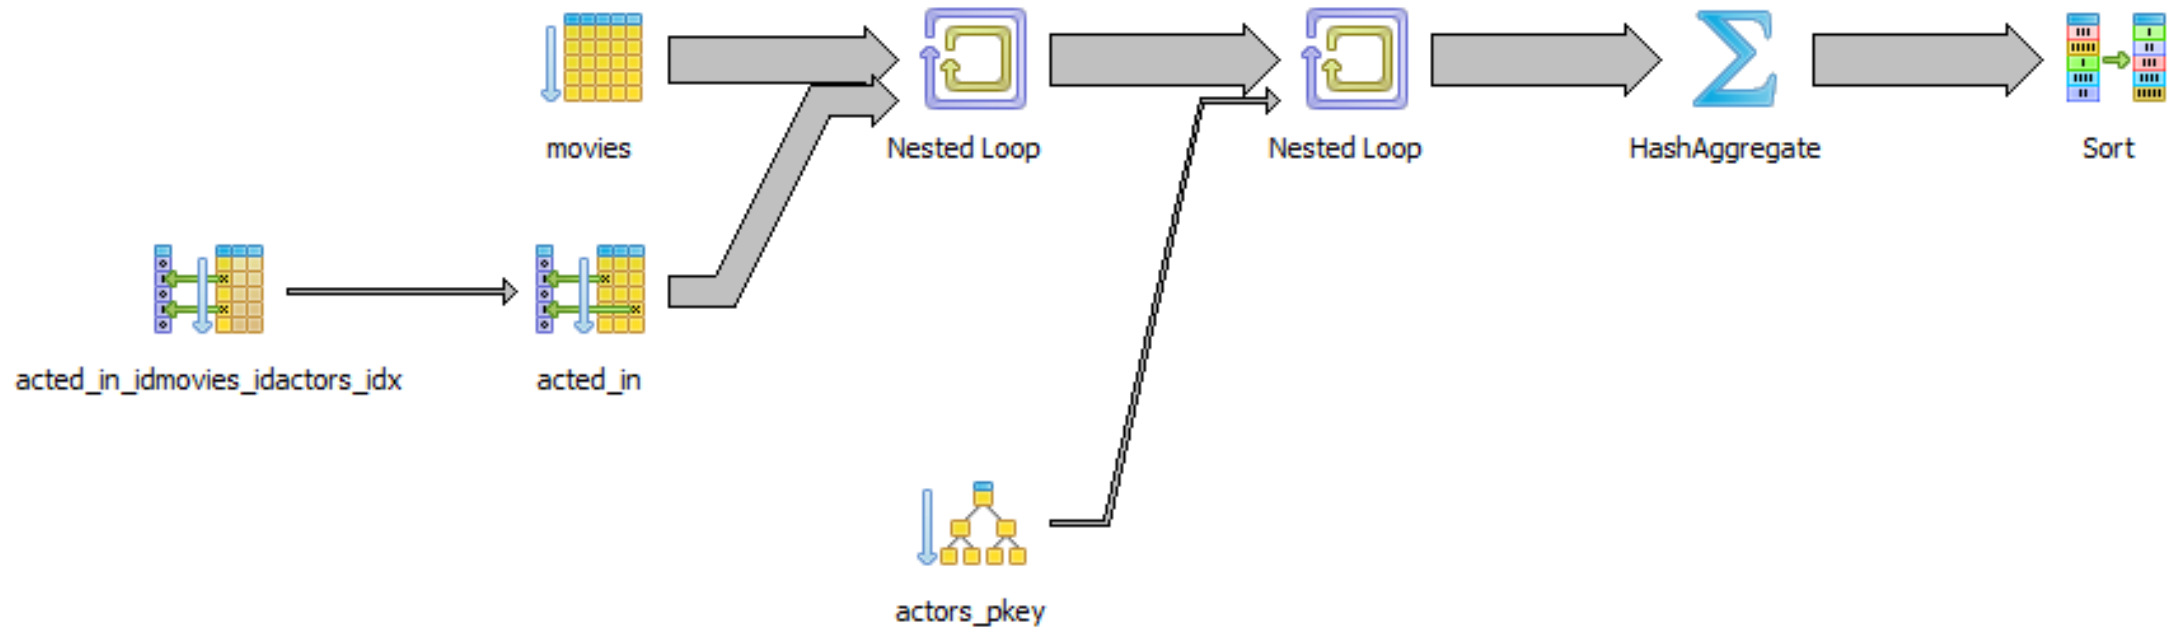 movies
Nested Loop
Nested Loop
HashAggregate
Sort
acted_in_idmovies_idactors_idx
acted_in
actors_pkey